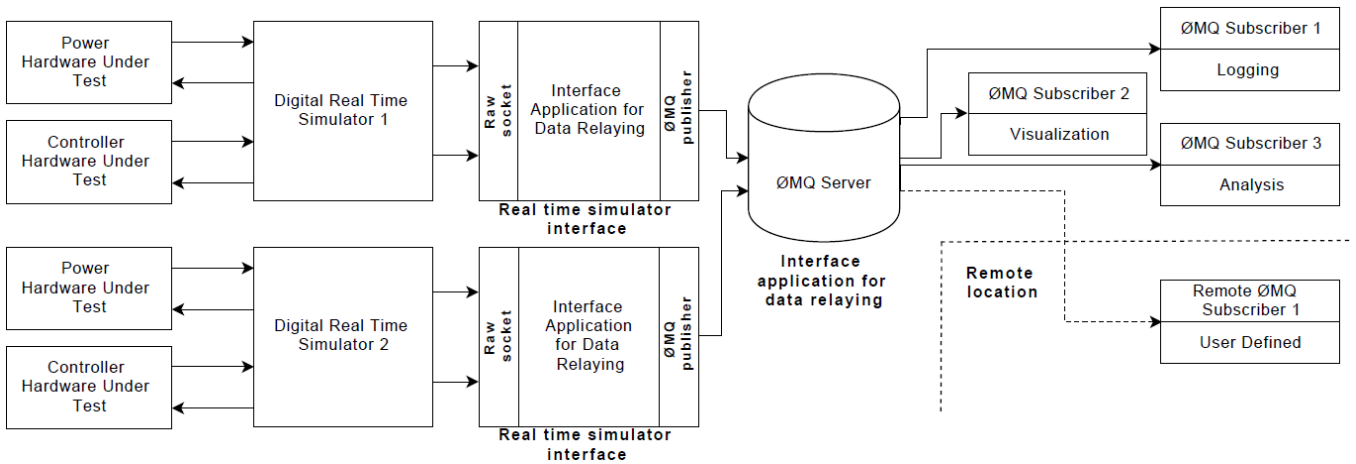 Power
Hardware Under
Test
Controller
Hardware Under
Test
Digital Real Time
Simulator 1
Raw
socket
Interface
Application for
Data Relaying
ØMQ
publisher
Real time simulator
interface
Power
Hardware Under
Test
Controller
Hardware Under
Test
Digital Real Time
Simulator 2
Raw
socket
Interface
Application
for Data
Relaying
ØMQ
publisher
Real time simulator
interface
ØMQ Server
Interface
application for
data relaying
ØMQ Subscriber 1
Logging
ØMQ Subscriber 2
Visualization
ØMQ Subscriber 3
Analysis
Remote
location
Remote ØMQ
Subscriber 1
User Defined